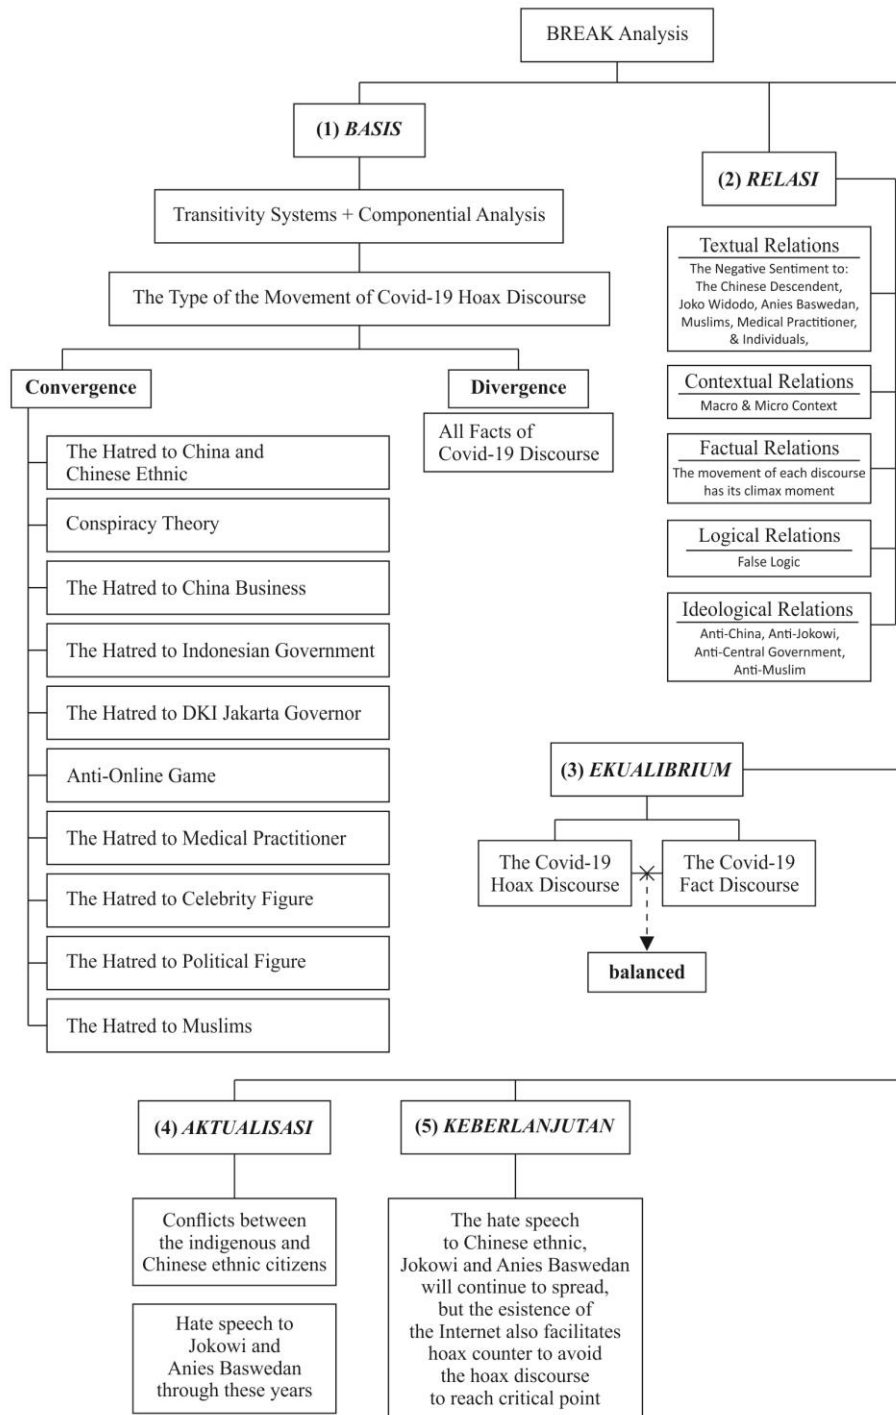 BREAK Analysis
(1) BASIS
Transitivity Systems + Componential Analysis
The Type of the Movement of Covid-19 Hoax Discourse
Convergence
The Hatred to China and
Chinese Ethnic
Conspiracy Theory
The Hatred to China Business
The Hatred to Indonesian Government
The Hatred to DKI Jakarta Governor
Anti-Online Game
The Hatred to Medical Practitioner
The Hatred to Celebrity Figure
The Hatred to Political Figure
The Hatred to Muslims
Divergence
All Facts of
Covid-19 Discourse
(2) RELASI
Textual Relations
The Negative Sentiment to:
The Chinese Descendent,
Joko Widodo, Anies Baswedan,
Muslims, Medical Practitioner,
& Individuals,
Contextual Relations
Macro & Micro Context
Factual Relations
The movement of each discourse
has its climax moment
Logical Relations
False Logic
Ideological Relations
Anti-China, Anti-Jokowi,
Anti-Central Government,
Anti-Muslim
(3) EKUALIBRIUM
The Covid-19
Hoax Discourse
The Covid-19
Fact Discourse
balanced
(4) AKTUALISASI
Conflicts between
the indigenous and
Chinese ethnic citizens
Hate speech to
Jokowi and
Anies Baswedan
through these years
(5) KEBERLANJUTAN
The hate speech
to Chinese ethnic,
Jokowi and Anies Baswedan
will continue to spread,
but the esistence of
the Internet also facilitates
hoax counter to avoid
the hoax discourse
to reach critical point